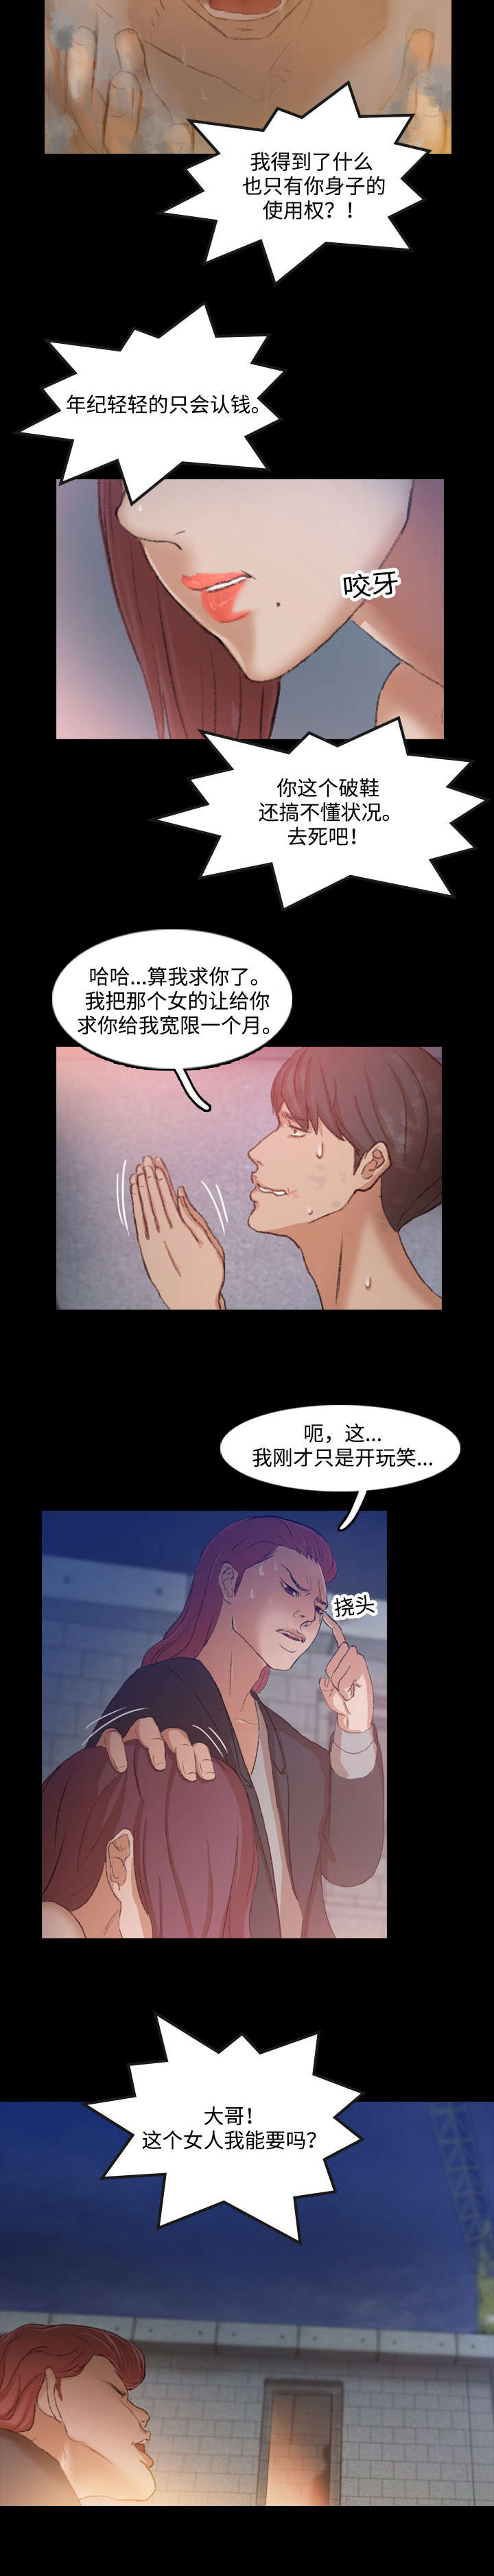 我得到了什么
也只有你身子的
使用权？！
年纪轻轻的只会认钱。
咬牙
你这个破鞋
还搞不懂状况。
去死吧！
哈哈...算我求你了。
我把那个女的让给你
求你给我宽限一个月。
呃，这...
我刚才只是开玩笑...
挠头
大哥！
这个女人我能要吗？